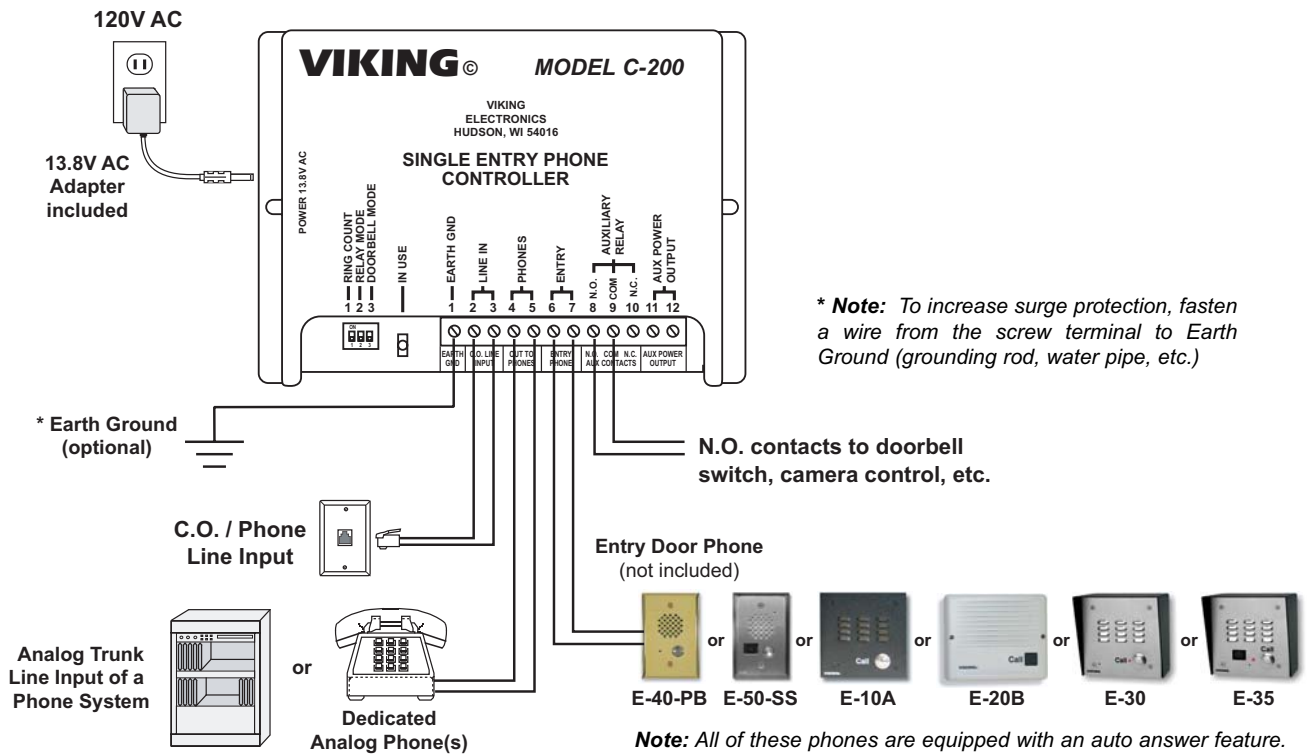 120V AC
13.8V AC
Adapter
included
VIKING © MODEL C-200
VIKING
ELECTRONICS
HUDSON, WI 54016
SINGLE ENTRY PHONE
CONTROLLER
POWER 13.8V AC
RING COUNT
RELAY MODE
DOORBELL MODE
1 2 3
IN USE
EARTH GND
LINE IN
PHONES
ENTRY
AUXILIARY
RELAY
N.O.
COM
N.C.
AUX POWER
OUTPUT
1 2 3 4 5 6 7 8 9 10 11 12
ON
1 2 3
EARTH
GND
C.O. LINE
INPUT
OUT TO
PHONES
ENTRY
PHONE
N.O. COM N.C.
AUX CONTACTS
AUX POWER
OUTPUT
* Note: To increase surge protection, fasten
a wire from the screw terminal to Earth
Ground (grounding rod, water pipe, etc.)
* Earth Ground
(optional)
N.O. contacts to doorbell
switch, camera control, etc.
C.O. / Phone
Line Input
Entry Door Phone
(not included)
Analog Trunk
Line Input of a
Phone System
or
Dedicated
Analog Phone(s)
or or or or or
Call
Call
Call
Call
E-40-PB E-50-SS E-10A E-20B E-30 E-35
Note: All of these phones are equipped with an auto answer feature.